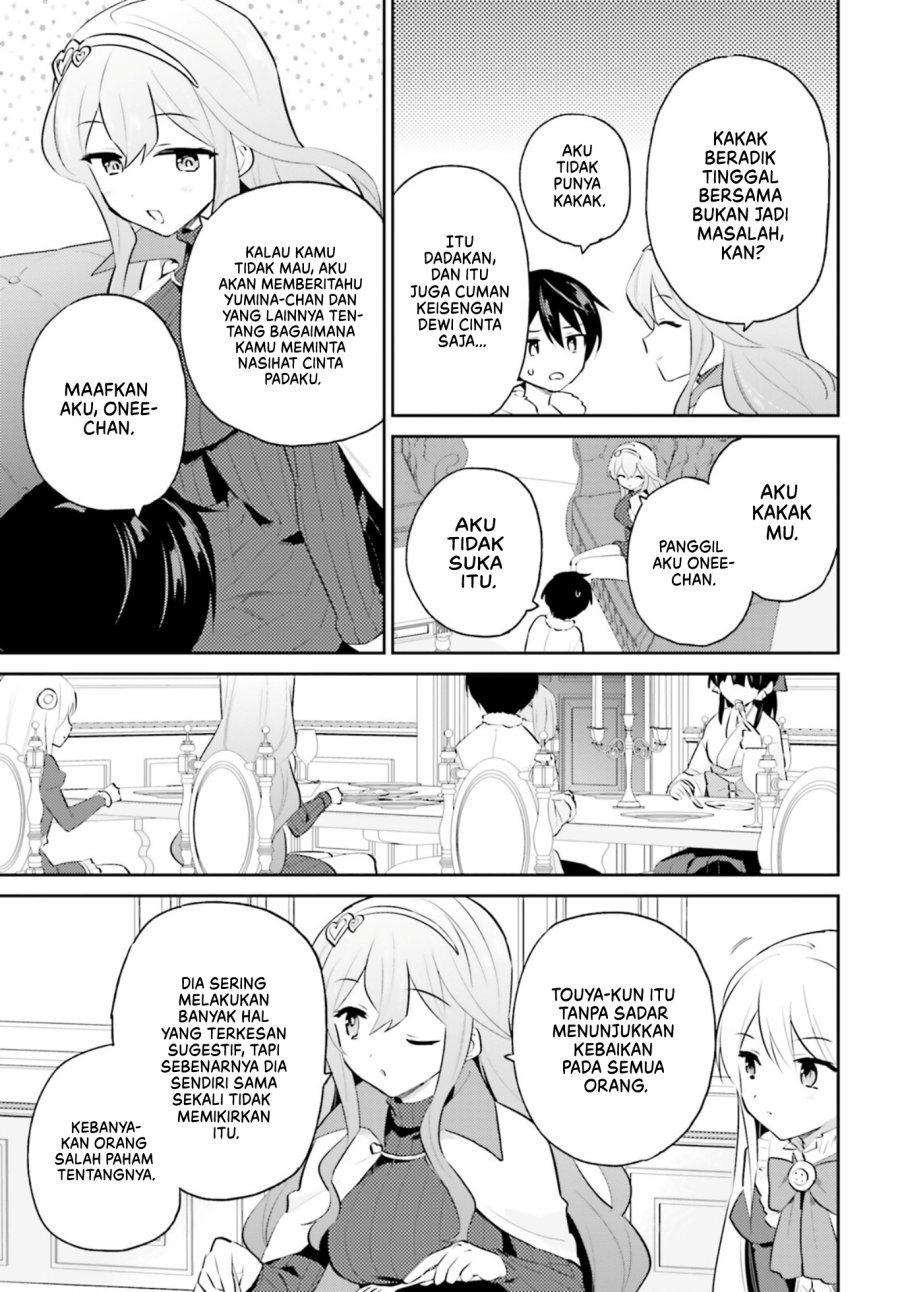 KAKAK
BERADIK
TINGGAL
BERSAMA
BUKAN JADI
MASALAH,
KAN?
AKU
TIDAK
PUNYA
KAKAK.
ITU
DADAKAN,
DAN ITU
JUGA CUMAN
KEISENGAN
DEWI CINTA
SAJA...
AKU
KAKAK
MU.
PANGGIL
AKU ONEE-
CHAN.
AKU
TIDAK
SUKA
ITU.
KALAU KAMU
TIDAK MAU, AKU
AKAN MEMBERITAHU
YUMINA-CHAN DAN
YANG LAINNYA TEN-
TANG BAGAIMANA
KAMU MEMINTA
NASIHAT CINTA
PADAKU.
MAAFKAN
AKU, ONEE-
CHAN.
TOUYA-KUN ITU
TANPA SADAR
MENUNJUKKAN
KEBAIKAN
PADA SEMUA
ORANG.
DIA SERING
MELAKUKAN
BANYAK HAL
YANG TERKESAN
SUGESTIF, TAPI
SEBENARNYA DIA
SENDIRI SAMA
SEKALI TIDAK
MEMIKIRKAN
ITU.
KEBANYA-
KAN ORANG
SALAH PAHAM
TENTANGNYA.